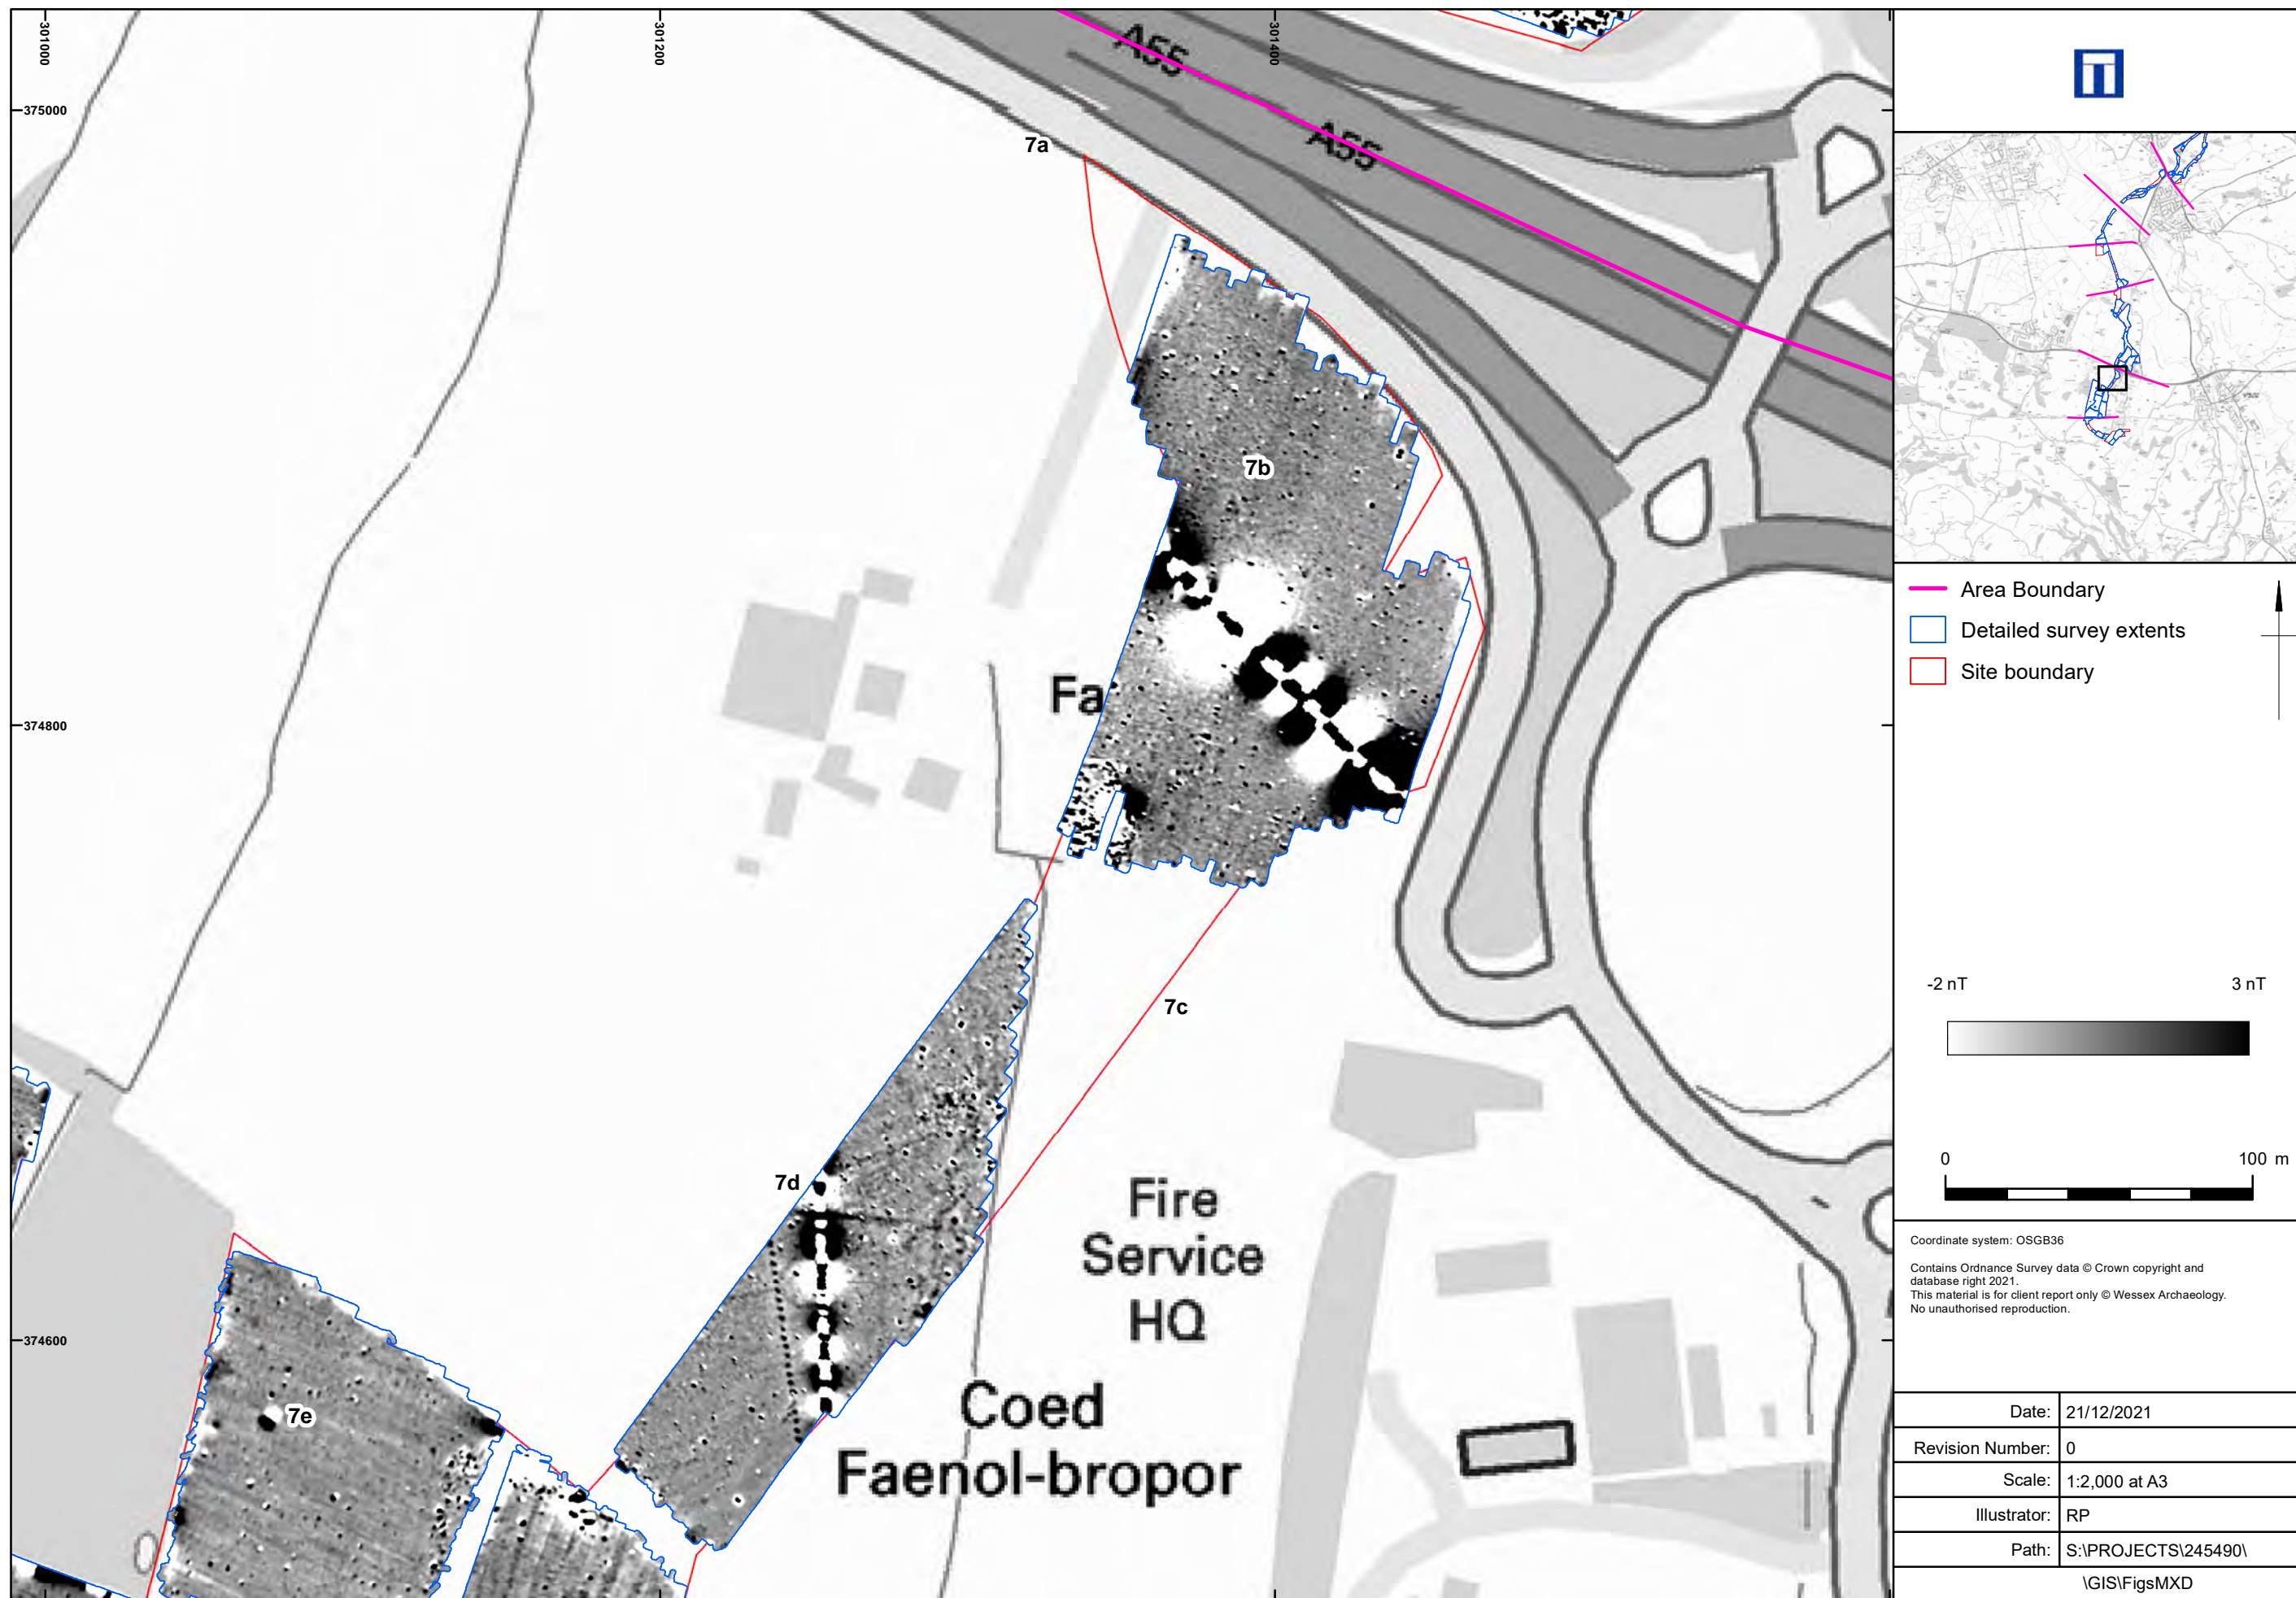 301000
301200
301400
375000
374800
374600
A55
A55
7a
7b
Fa
7c
7d
7e
Fire
Service
HQ
Coed
Faenol-bropor
Area Boundary
Detailed survey extents
Site boundary
-2 nT 3 nT
0 100 m
Coordinate system: OSGB36
Contains Ordnance Survey data © Crown copyright and
database right 2021.
This material is for client report only © Wessex Archaeology.
No unauthorised reproduction.
Date: 21/12/2021
Revision Number: 0
Scale: 1:2,000 at A3
Illustrator: RP
Path: S:\PROJECTS\245490\
\GIS\FigsMXD